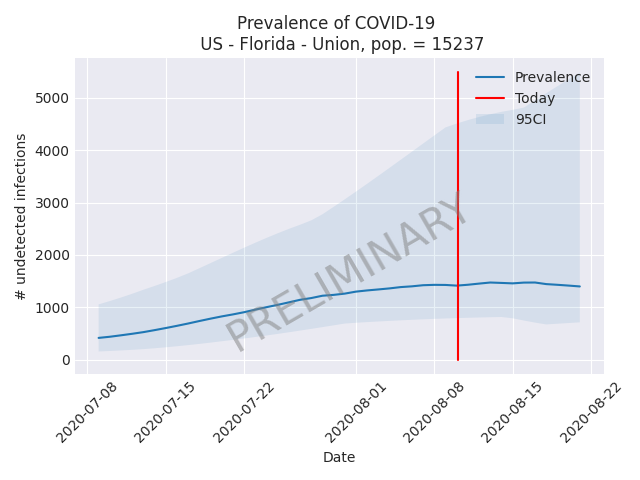 Prevalence of COVID-19
US - Florida - Union, pop. = 15237
# undetected infections
5000
4000
3000
2000
1000
0
Prevalence
Today
95CI
PRELIMINARY
2020-07-08
2020-07-15
2020-07-22
2020-08-01
2020-08-08
2020-08-15
2020-08-22
Date